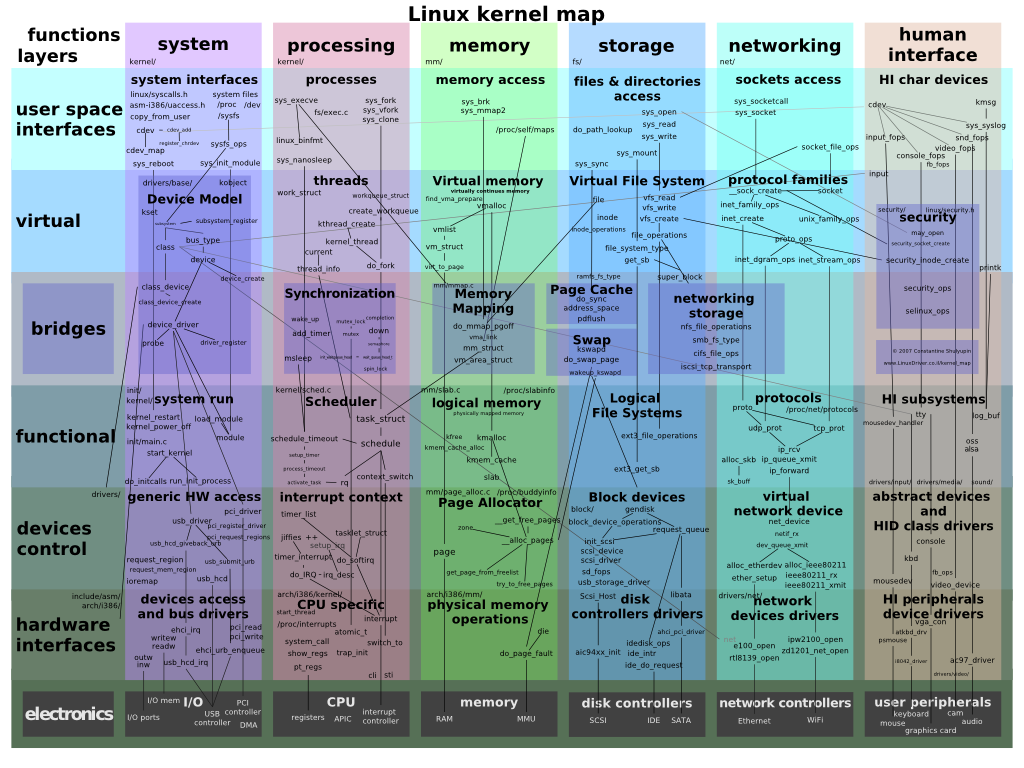 Linux kernel map
functions
layers
system
kernel/
processing
kernel/
memory
mm/
storage
fs/
networking
net/
human
interface
user space
interfaces
system interfaces
linux/syscalls.h
system files
asm-i386/uaccess.h
/proc /dev
copy_from_user
/sysfs
cdev
cdev_add
register_chrdev
sysfs_ops
cdev_map
sys_reboot
sys_init_module
processes
sys_execve
sys_fork
fs/exec.c
sys_vfork
sys_clone
linux_binfmt
sys_nanosleep
memory access
sys_brk
sys_mmap2
/proc/self/maps
files & directories
access
sys_open
sys_read
do_path_lookup
sys_write
sys_mount
sys_sync
sockets access
sys_socketcall
sys_socket
socket_file_ops
HI char devices
cdev
kmsg
sys_syslog
input_fops
snd_fops
video_fops
console_fops
fb_fops
input
virtual
drivers/base/
kobject
Device Model
kset
subsystem_register
bus_type
class
device
device_create
threads
work_struct
workqueue_struct
create_workqueue
kthread_create
kernel_thread
current
thread_info
do_fork
Virtual memory
virtually continues memory
find_vma_prepare
vmalloc
vmlist
vm_struct
virt_to_page
Virtual File System
file
vfs_read
vfs_write
inode
vfs_create
inode_operations
file_operations
file_system_type
get_sb
ramfs_fs_type
super_block
protocol families
__sock_create
socket
inet_family_ops
inet_create
unix_family_ops
proto_ops
inet_dgram_ops
inet_stream_ops
security/
linux/security.h
security
may_open
security_socket_create
security_inode_create
printk
security_ops
selinux_ops
© 2007 Constantine Shulyupin
www.LinuxDriver.co.il/kernel_map
bridges
class_device
class_device_create
device_driver
probe
driver_register
Synchronization
wake_up
completion
mutex_lock
add_timer
mutex
down
semaphore
msleep
spin_lock
mm/mmap.c
Memory
Mapping
do_mmap_pgoff
vma_link
mm_struct
vm_area_struct
Page Cache
do_sync
address_space
pdflush
Swap
kswapd
do_swap_page
wakeup_kswapd
networking
storage
nfs_file_operations
smb_fs_type
cifs_file_ops
iscsi_tcp_transport
functional
init/
kernel/
system run
kernel_restart
kernel_power_off
load_module
module
init/main.c
start_kernel
do_initcalls
run_init_process
kernel/sched.c
Scheduler
task_struct
schedule_timeout
schedule
setup_timer
process_timeout
context_switch
activate_task
rq
mm/slab.c
/proc/slabinfo
logical memory
physically mapped memory
kfree
kmalloc
kmem_cache_alloc
kmem_cache
slab
Logical
File Systems
ext3_file_operations
ext3_get_sb
protocols
proto
/proc/net/protocols
udp_prot
tcp_prot
ip_rcv
alloc_skb
ip_queue_xmit
ip_forward
sk_buff
HI subsystems
tty
log_buf
mousedev_handler
oss
alsa
drivers/input/
drivers/media/
sound/
devices
control
drivers/
generic HW access
pci_driver
usb_driver
pci_register_driver
pci_request_regions
usb_hcd_giveback_urb
request_region
usb_submit_urb
request_mem_region
usb_hcd
ioremap
interrupt context
timer_list
jiffies ++
tasklet_struct
setup_irq
timer_interrupt
do_softirq
do_IRQ
irq_desc
mm/page_alloc.c
/proc/buddyinfo
Page Allocator
zone
__get_free_pages
__alloc_pages
page
get_page_from_freelist
try_to_free_pages
Block devices
block/
gendisk
block_device_operations
request_queue
init_scsi
scsi_device
scsi_driver
sd_fops
usb_storage_driver
virtual
network device
net_device
netif_rx
dev_queue_xmit
alloc_etherdev
alloc_ieee80211
ether_setup
ieee80211_rx
ieee80211_xmit
drivers/net/
abstract devices
and
HID class drivers
console
kbd
fb_ops
mousedev
video_device
hardware
interfaces
include/asm/
arch/i386/
devices access
and bus drivers
ehci_irq
pci_read
pci_write
writew
readw
ehci_urb_enqueue
outw
inw
usb_hcd_irq
arch/i386/kernel/
CPU specific
start_thread
/proc/interrupts
interrupt
atomic_t
system_call
switch_to
show_regs
trap_init
pt_regs
cli sti
arch/i386/mm/
physical memory
operations
die
do_page_fault
Scsi_Host
libata
disk
controllers drivers
ahci_pci_driver
idedisk_ops
aic94xx_init
ide_intr
ide_do_request
network
devices drivers
net
ipw2100_open
e100_open
zd1201_net_open
rtl8139_open
HI peripherals
device drivers
vga_con
atkbd_drv
psmouse
i8042_driver
ac97_driver
drivers/video/
electronics
I/O
I/O mem
PCI
controller
I/O ports
USB
controller
DMA
CPU
registers
APIC
interrupt
controller
memory
RAM
MMU
disk controllers
SCSI
IDE
SATA
network controllers
Ethernet
WiFi
user peripherals
keyboard
cam
mouse
audio
graphics card